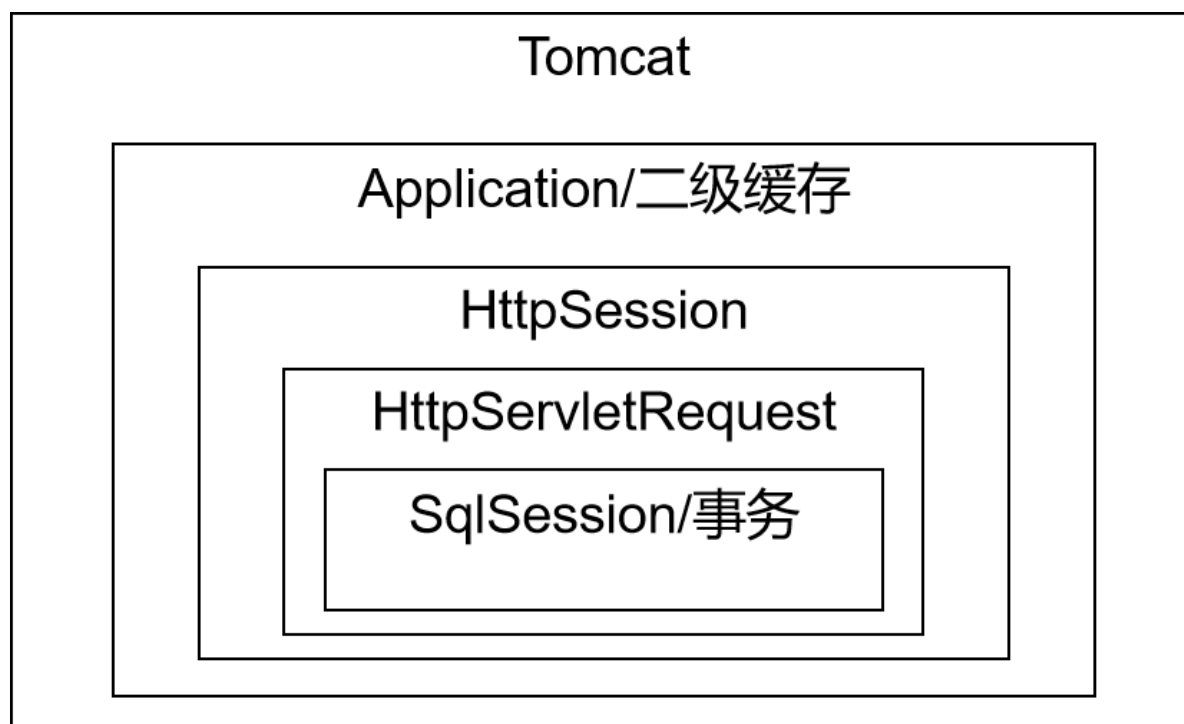 Tomcat
Application/二级缓存
HttpSession
HttpServletRequest
SqlSession/事务